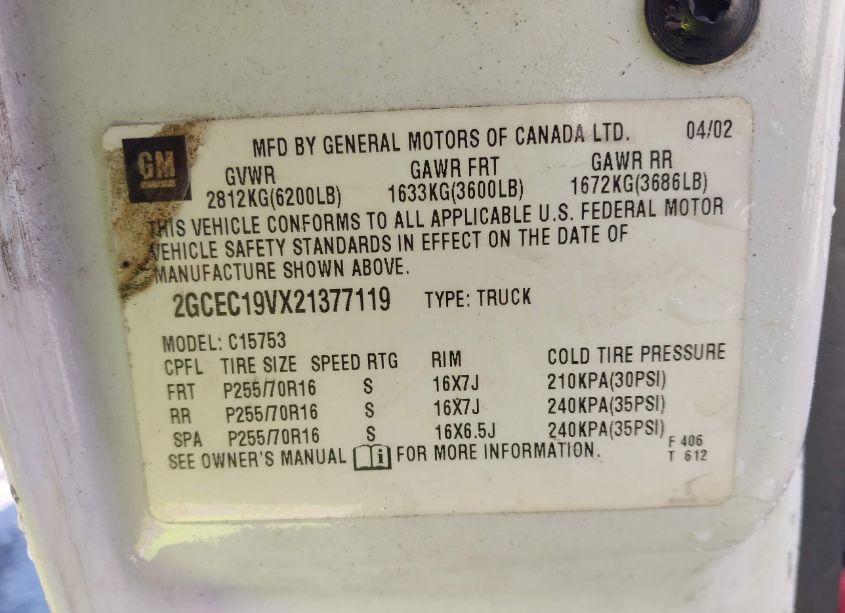 GM
MFD BY GENERAL MOTORS OF CANADA LTD. 04/02
GVWR GAWR FRT GAWR RR
2812KG(6200LB) 1633KG(3600LB) 1672KG(3686LB)
THIS VEHICLE CONFORMS TO ALL APPLICABLE U.S. FEDERAL MOTOR
VEHICLE SAFETY STANDARDS IN EFFECT ON THE DATE OF
MANUFACTURE SHOWN ABOVE.
2GCEC19VX21377119 TYPE: TRUCK
MODEL: C15753
CPFL TIRE SIZE SPEED RTG RIM COLD TIRE PRESSURE
FRT P255/70R16 S 16X7J 210KPA(30PSI)
RR P255/70R16 S 16X7J 240KPA(35PSI)
SPA P255/70R16 S 16X6.5J 240KPA(35PSI)
SEE OWNER'S MANUAL i FOR MORE INFORMATION.
F 406
T 612